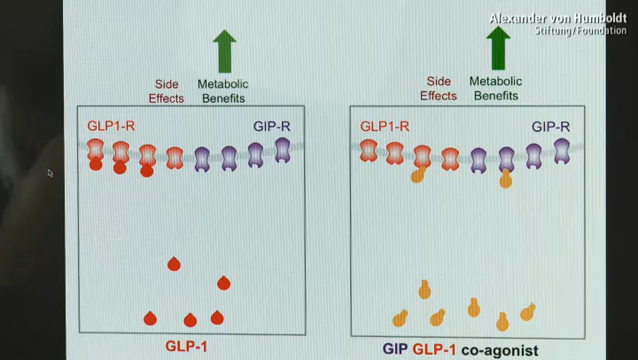 Alexander von Humboldt
Stiftung/Foundation
Side
Effects
Metabolic
Benefits
GLP1-R
GIP-R
GLP-1
Side
Effects
Metabolic
Benefits
GLP1-R
GIP-R
GIP GLP-1 co-agonist